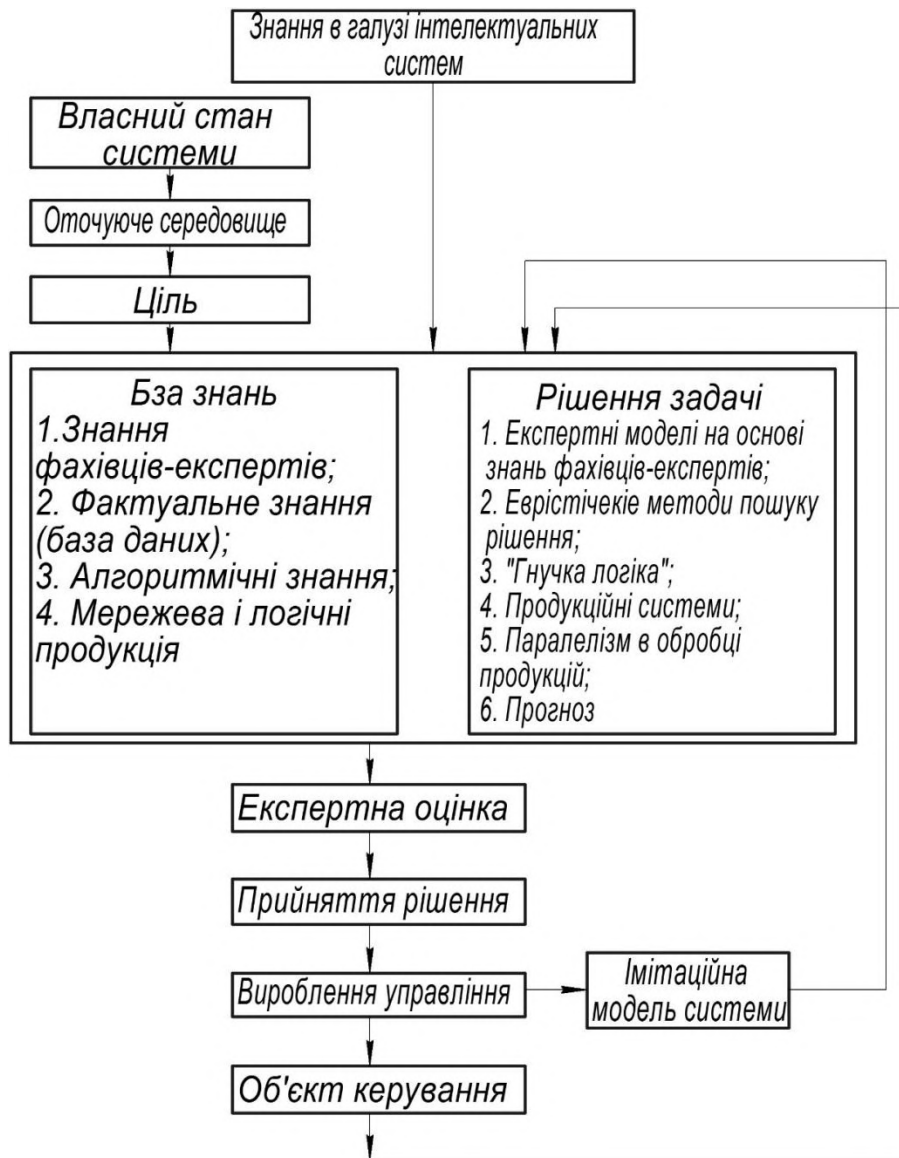 Знання в галузі інтелектуальних
систем
Власний стан
системи
Оточуюче середовище
Ціль
Бза знань
1.Знання
фахівців-експертів;
2. Фактуальне знання
(база даних);
3. Алгоритмічні знання;
4. Мережева і логічні
продукція
Рішення задачі
1. Експертні моделі на основі
знань фахівців-експертів;
2. Еврістічекіе методи пошуку
рішення;
3. "Гнучка логіка";
4. Продукційні системи;
5. Паралелізм в обробці
продукцій;
6. Прогноз
Експертна оцінка
Прийняття рішення
Вироблення управління
Імітаційна
модель системи
Об'єкт керування